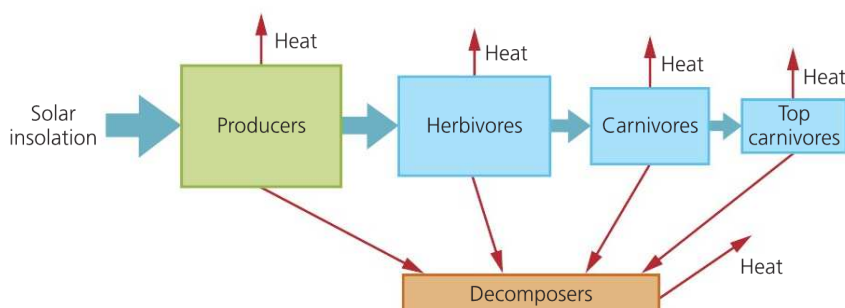 Heat
Heat
Heat
Heat
Solar
insolation
Producers
Herbivores
Carnivores
Top
carnivores
Heat
Decomposers